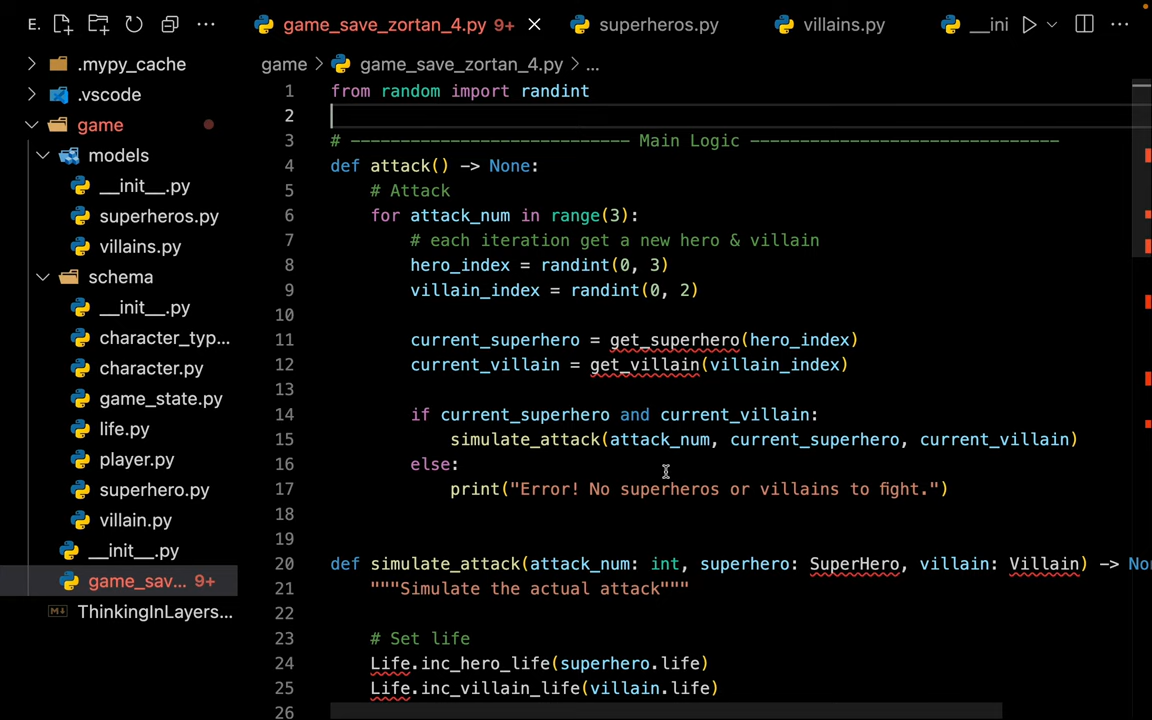 E. ...
game_save_zortan_4.py 9+ superheros.py villains.py __ini ...
.mypy_cache
.vscode
game
models
__init__.py
superheros.py
villains.py
schema
__init__.py
character_typ...
character.py
game_state.py
life.py
player.py
superhero.py
villain.py
__init__.py
game_sav... 9+
ThinkingInLayers...
game > game_save_zortan_4.py > ...
1 from random import randint
2
3 # ---------------------------- Main Logic -------------------------------
4 def attack() -> None:
5 # Attack
6 for attack_num in range(3):
7 # each iteration get a new hero & villain
8 hero_index = randint(0, 3)
9 villain_index = randint(0, 2)
10
11 current_superhero = get_superhero(hero_index)
12 current_villain = get_villain(villain_index)
13
14 if current_superhero and current_villain:
15 simulate_attack(attack_num, current_superhero, current_villain)
16 else:
17 print("Error! No superheros or villains to fight.")
18
19
20 def simulate_attack(attack_num: int, superhero: SuperHero, villain: Villain) -> No
21 """Simulate the actual attack"""
22
23 # Set life
24 Life.inc_hero_life(superhero.life)
25 Life.inc_villain_life(villain.life)
26